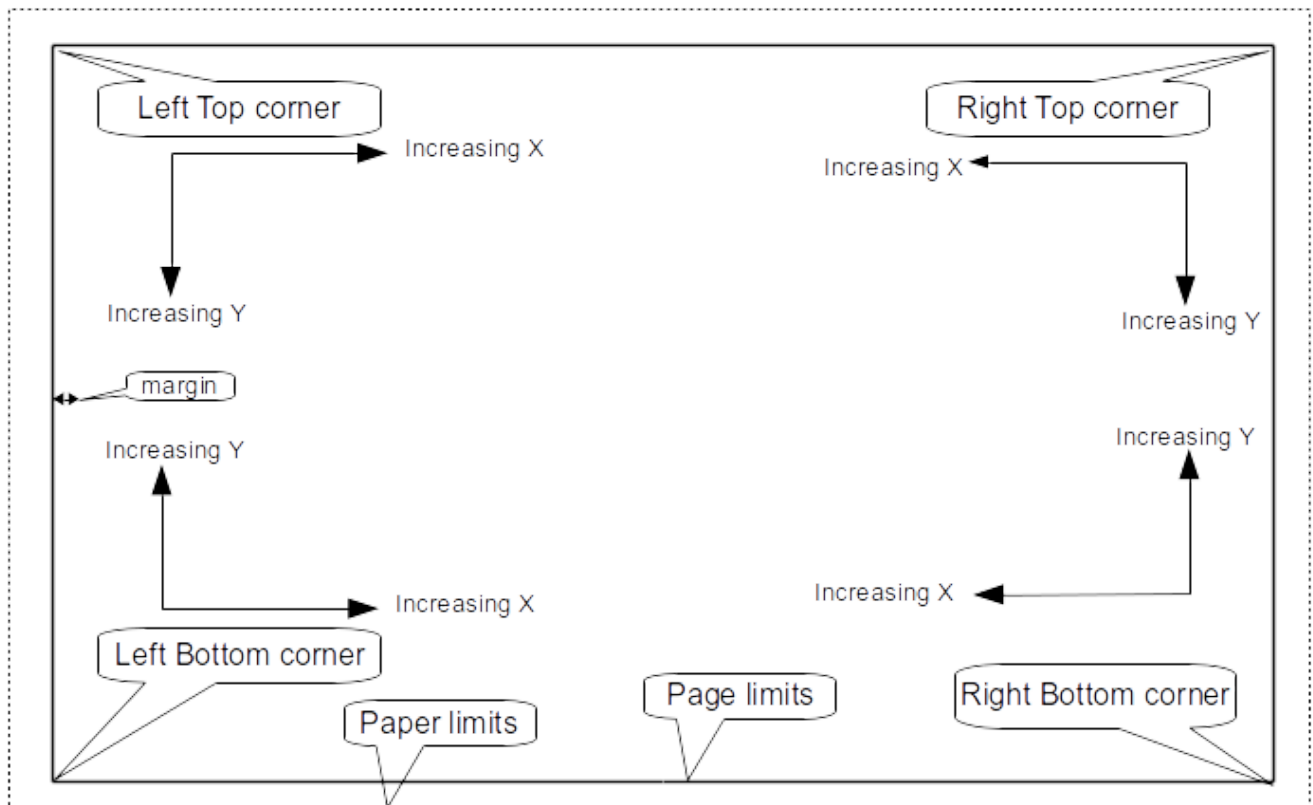 Left Top corner
Right Top corner
Increasing X
Increasing X
Increasing Y
Increasing Y
margin
Increasing Y
Increasing Y
Increasing X
Increasing X
Left Bottom corner
Page limits
Right Bottom corner
Paper limits